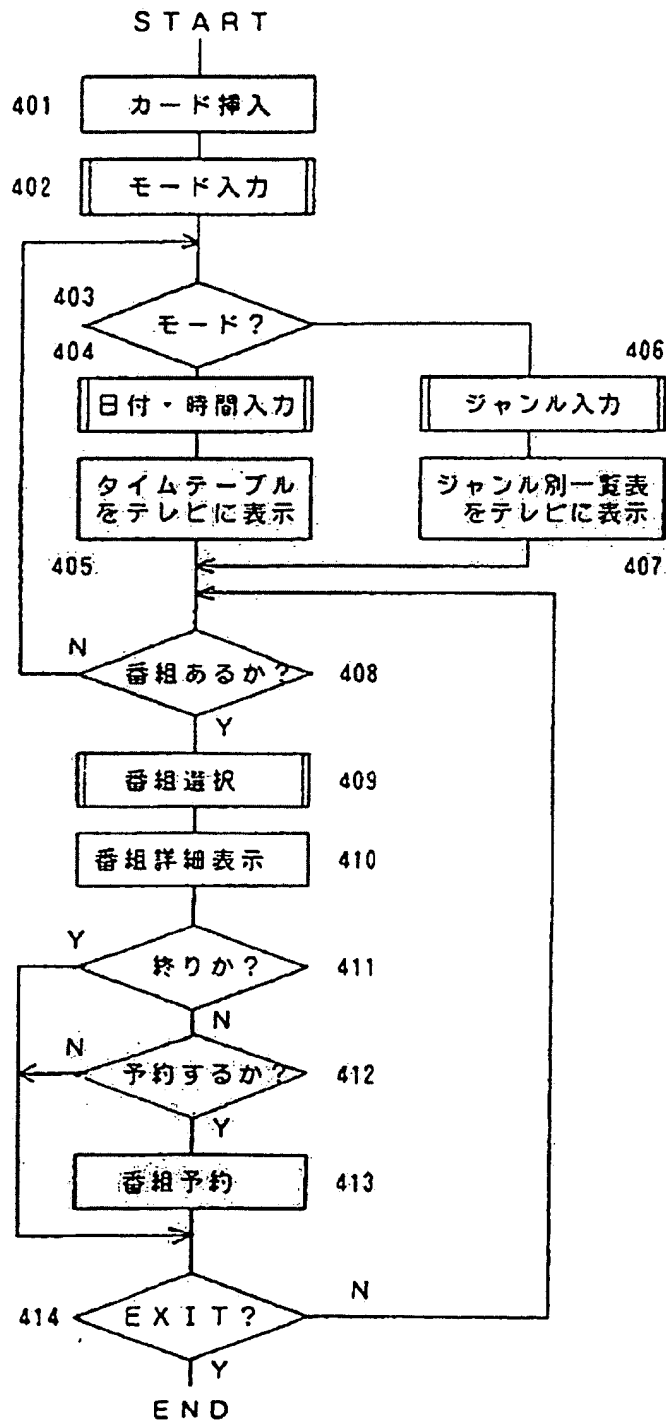 START
401 カード挿入
402 モード入力
403
モード?
404
406
日付・時間入力
ジャンル入力
タイムテーブル
をテレビに表示
ジャンル別一覧表
をテレビに表示
405
407
N
番組あるか? 408
Y
番組選択 409
番組詳細表示 410
Y
終りか? 411
N
N
予約するか? 412
Y
番組予約 413
N
414 EXIT?
Y
END